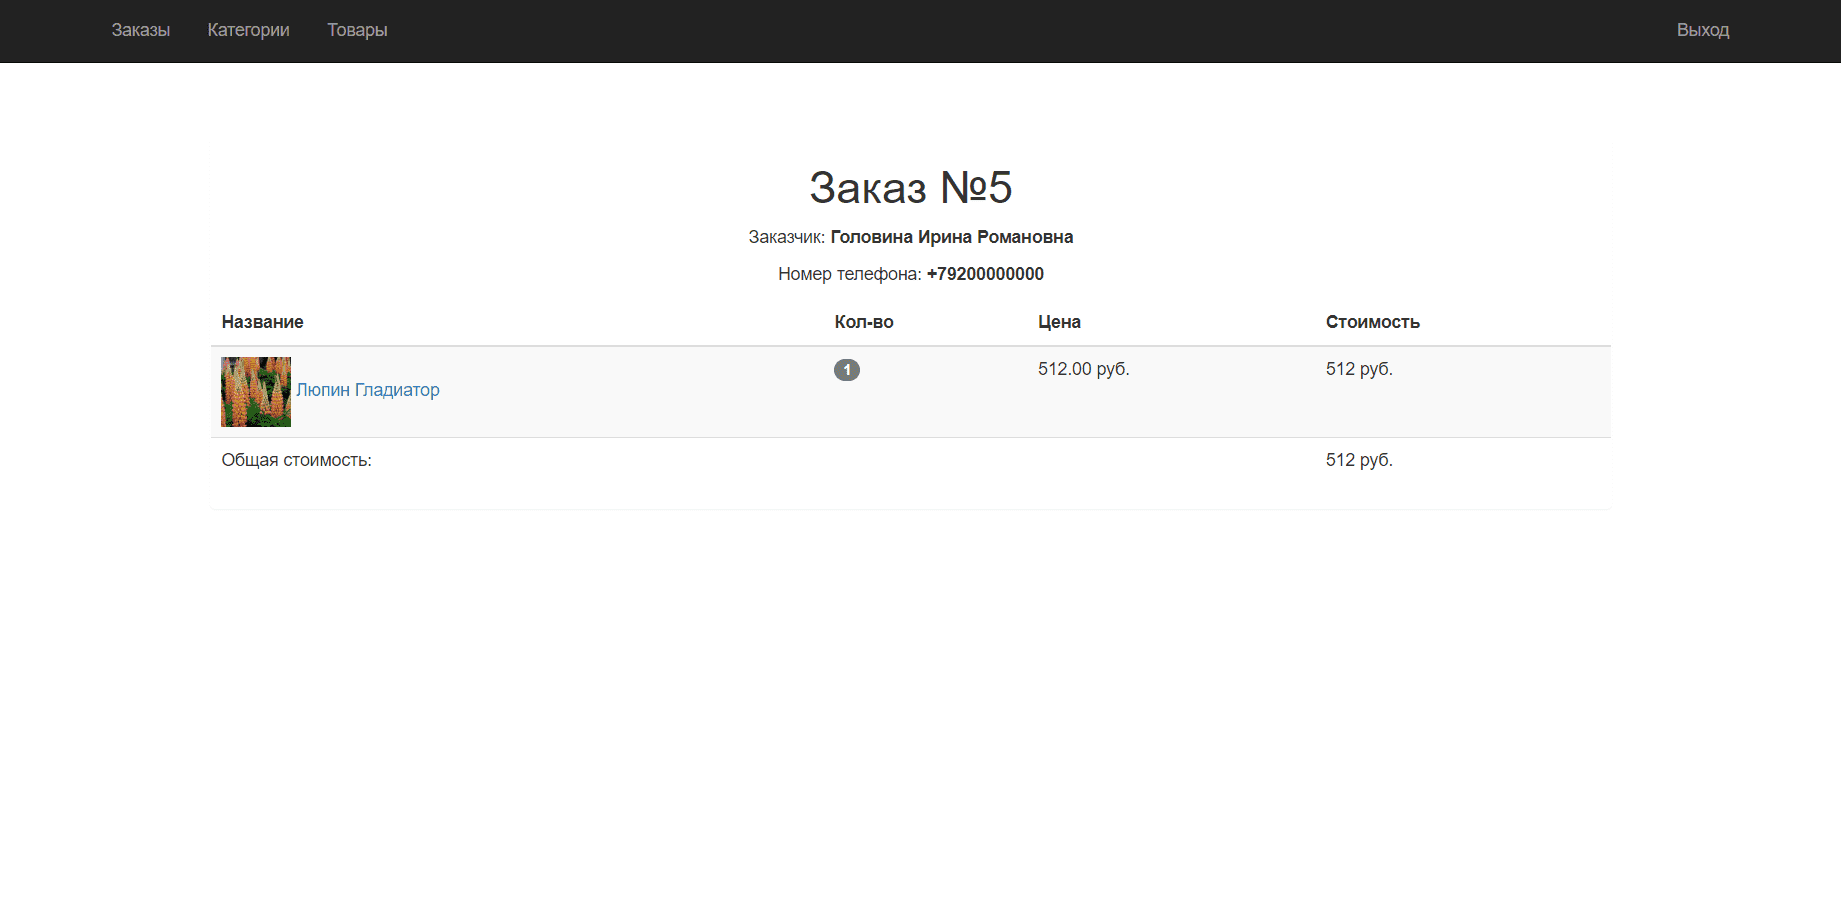 Заказы Категории Товары Выход
Заказ №5
Заказчик: Головина Ирина Романовна
Номер телефона: +79200000000
Название Кол-во Цена Стоимость
Люпин Гладиатор 1 512.00 руб. 512 руб.
Общая стоимость: 512 руб.